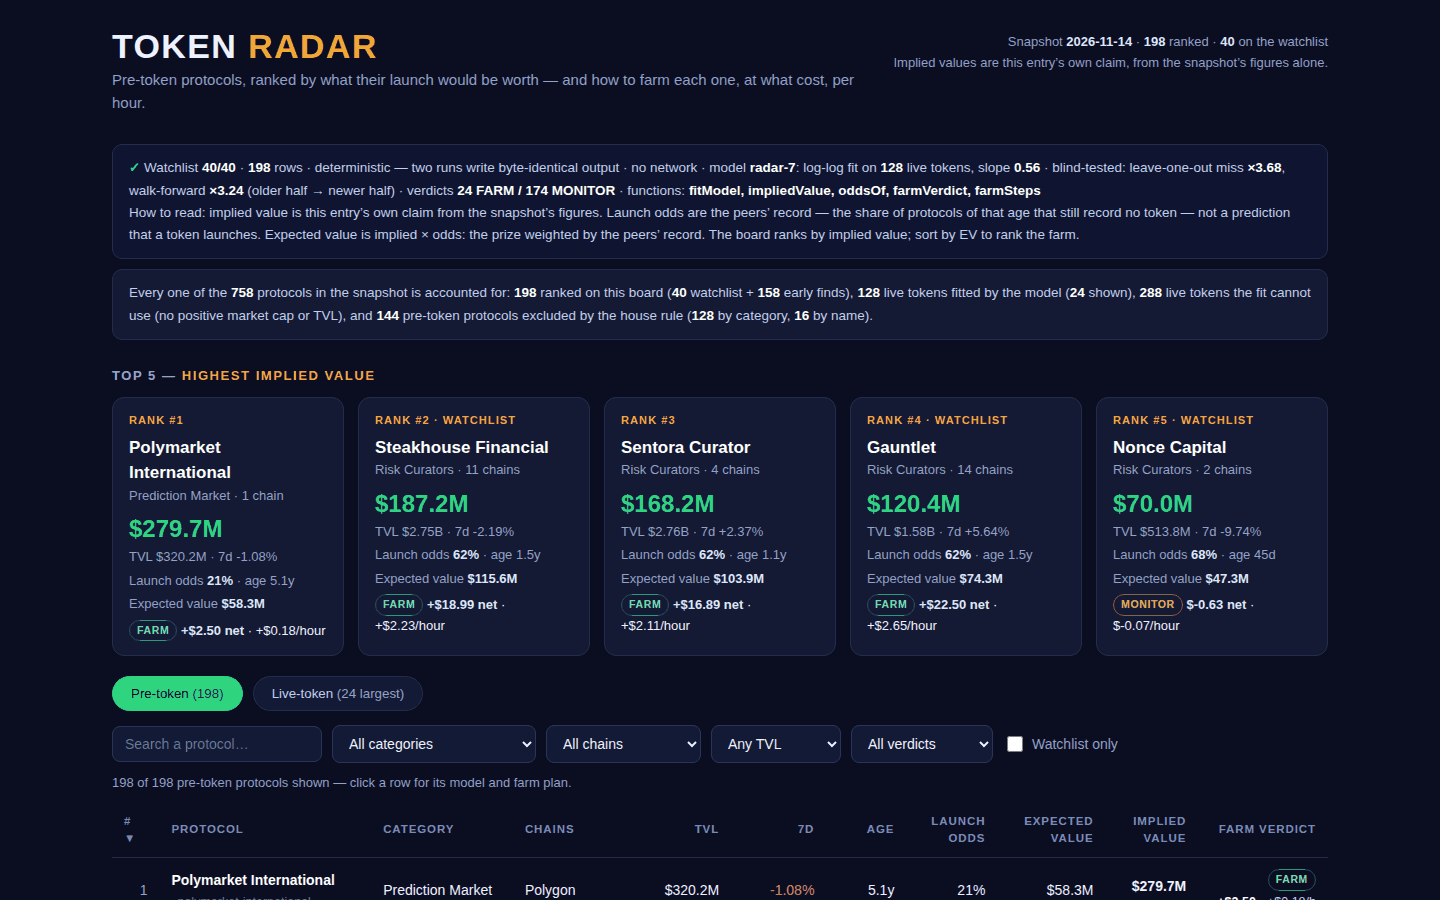 TOKEN RADAR
Pre-token protocols, ranked by what their launch would be worth — and how to farm each one, at what cost, per
hour.
Snapshot 2026-11-14 · 198 ranked · 40 on the watchlist
Implied values are this entry's own claim, from the snapshot's figures alone.
✓ Watchlist 40/40 · 198 rows · deterministic — two runs write byte-identical output · no network · model radar-7: log-log fit on 128 live tokens, slope 0.56 · blind-tested: leave-one-out miss ×3.68,
walk-forward ×3.24 (older half → newer half) · verdicts 24 FARM / 174 MONITOR · functions: fitModel, impliedValue, oddsOf, farmVerdict, farmSteps
How to read: implied value is this entry's own claim from the snapshot's figures. Launch odds are the peers' record — the share of protocols of that age that still record no token — not a prediction
that a token launches. Expected value is implied × odds: the prize weighted by the peers' record. The board ranks by implied value; sort by EV to rank the farm.
Every one of the 758 protocols in the snapshot is accounted for: 198 ranked on this board (40 watchlist + 158 early finds), 128 live tokens fitted by the model (24 shown), 288 live tokens the fit cannot
use (no positive market cap or TVL), and 144 pre-token protocols excluded by the house rule (128 by category, 16 by name).
TOP 5 — HIGHEST IMPLIED VALUE
RANK #1
Polymarket
International
Prediction Market · 1 chain
$279.7M
TVL $320.2M · 7d -1.08%
Launch odds 21% · age 5.1y
Expected value $58.3M
FARM +$2.50 net · +$0.18/hour
RANK #2 · WATCHLIST
Steakhouse Financial
Risk Curators · 11 chains
$187.2M
TVL $2.75B · 7d -2.19%
Launch odds 62% · age 1.5y
Expected value $115.6M
FARM +$18.99 net ·
+$2.23/hour
RANK #3
Sentora Curator
Risk Curators · 4 chains
$168.2M
TVL $2.76B · 7d +2.37%
Launch odds 62% · age 1.1y
Expected value $103.9M
FARM +$16.89 net ·
+$2.11/hour
RANK #4 · WATCHLIST
Gauntlet
Risk Curators · 14 chains
$120.4M
TVL $1.58B · 7d +5.64%
Launch odds 62% · age 1.5y
Expected value $74.3M
FARM +$22.50 net ·
+$2.65/hour
RANK #5 · WATCHLIST
Nonce Capital
Risk Curators · 2 chains
$70.0M
TVL $513.8M · 7d -9.74%
Launch odds 68% · age 45d
Expected value $47.3M
MONITOR $-0.63 net ·
$-0.07/hour
Pre-token (198)
Live-token (24 largest)
Search a protocol…
All categories
All chains
Any TVL
All verdicts
Watchlist only
198 of 198 pre-token protocols shown — click a row for its model and farm plan.
# ▼ PROTOCOL CATEGORY CHAINS TVL 7D AGE LAUNCH ODDS EXPECTED VALUE IMPLIED VALUE FARM VERDICT
1 Polymarket International Prediction Market Polygon $320.2M -1.08% 5.1y 21% $58.3M $279.7M FARM